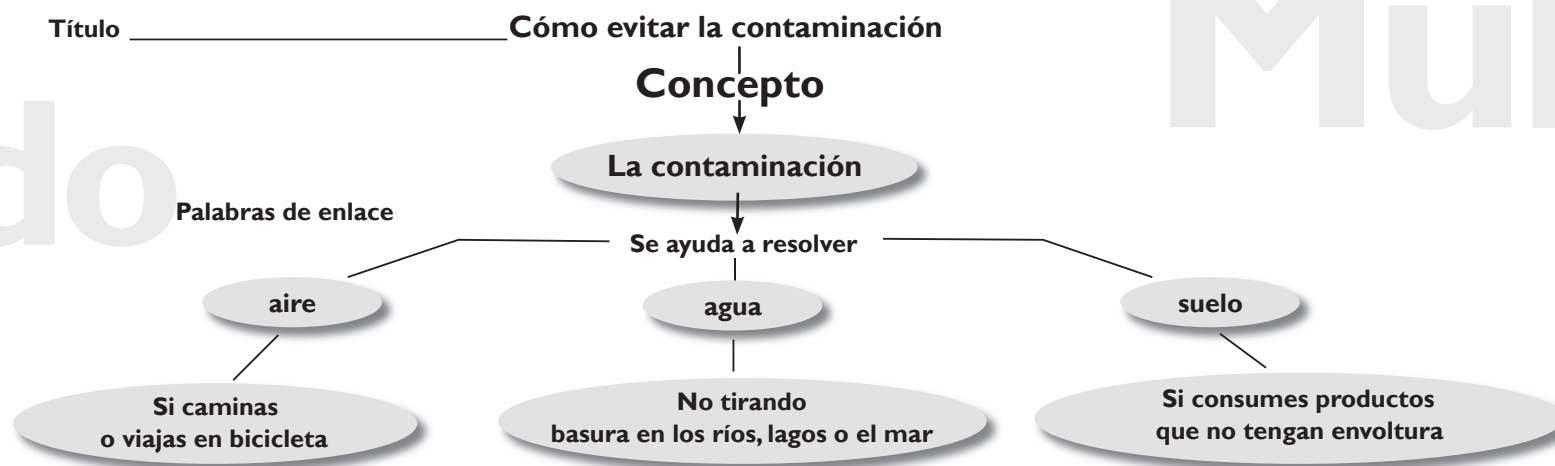 Título _____ Cómo evitar la contaminación
Concepto
La contaminación
Palabras de enlace
Se ayuda a resolver
aire
agua
suelo
Si caminas
o viajas en bicicleta
No tirando
basura en los ríos, lagos o el mar
Si consumes productos
que no tengan envoltura